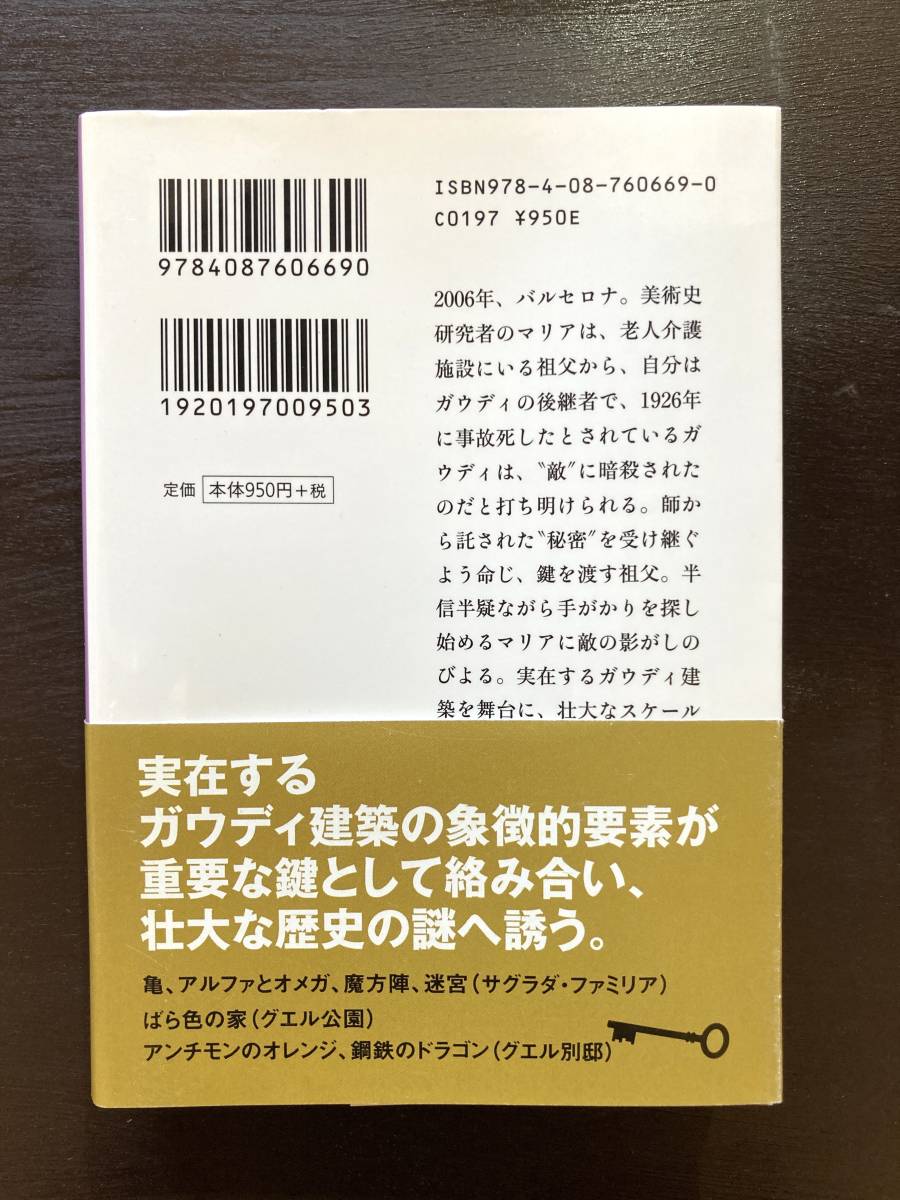 ISBN978-4-08-760669-0
C0197 ¥950E
9784087606690
1920197009503
定価 本体950円+税
2006年、バルセロナ。美術史
研究者のマリアは、老人介護
施設にいる祖父から、自分は
ガウディの後継者で、1926年
に事故死したとされているガ
ウディは、〝敵〟に暗殺された
のだと打ち明けられる。師か
ら託された〝秘密〟を受け継ぐ
よう命じ、鍵を渡す祖父。半
信半疑ながら手がかりを探し
始めるマリアに敵の影がしの
びよる。実在するガウディ建
築を舞台に、壮大なスケール
実在する
ガウディ建築の象徴的要素が
重要な鍵として絡み合い、
壮大な歴史の謎へ誘う。
亀、アルファとオメガ、魔方陣、迷宮(サグラダ・ファミリア)
ばら色の家(グエル公園)
アンチモンのオレンジ、鋼鉄のドラゴン(グエル別邸)